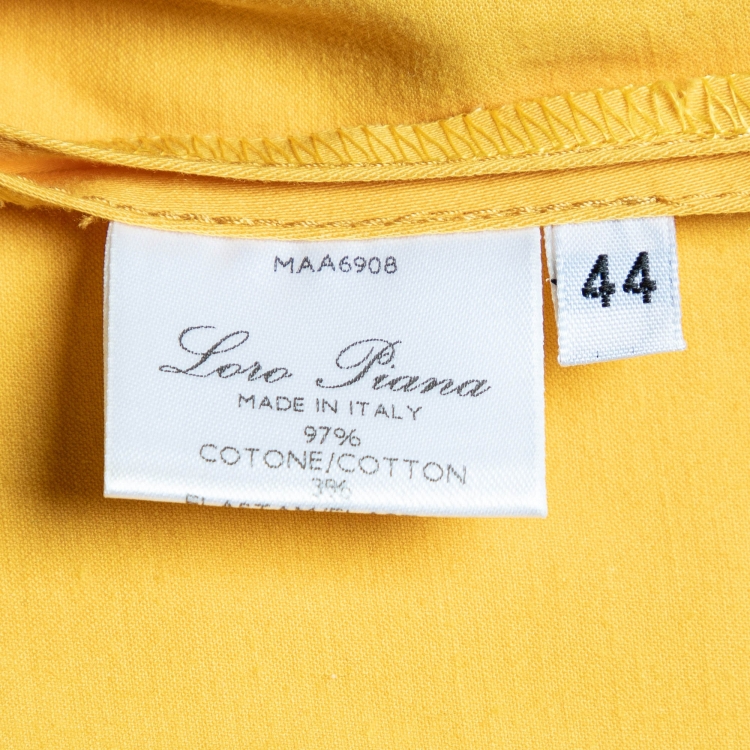 MAA6908
Loro Piana
MADE IN ITALY
97%
COTONE/COTTON
3%
44